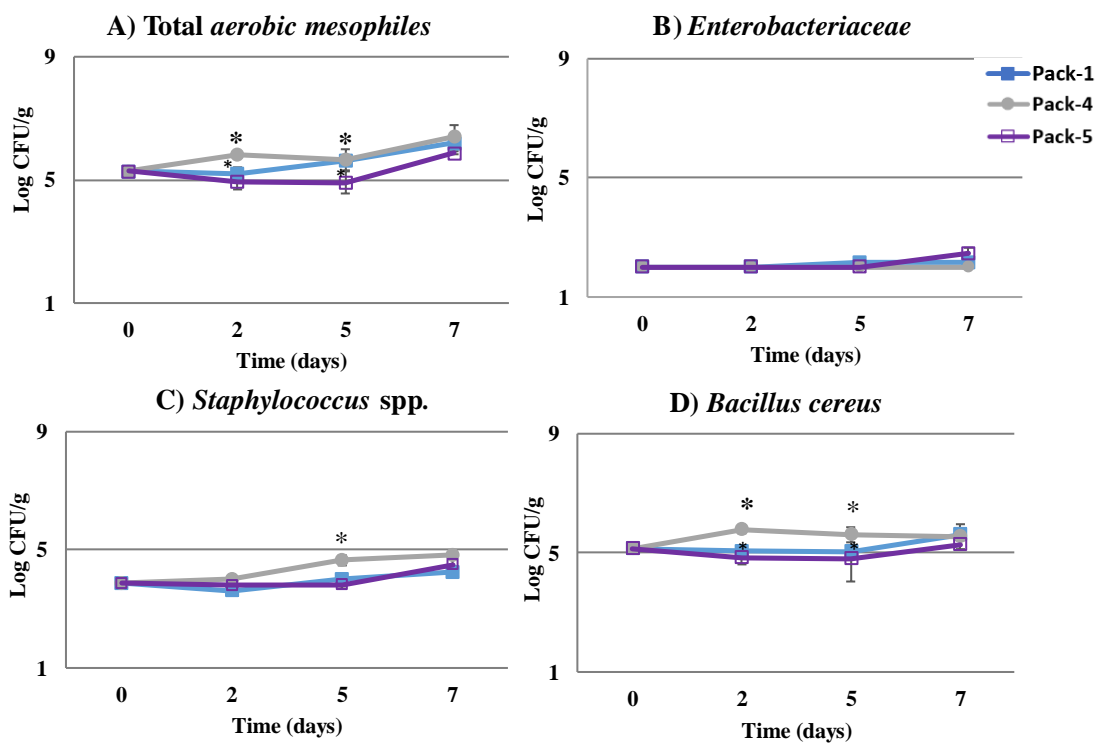 A) Total aerobic mesophiles
9
5
1
Log CFU/g
*
*
*
*
0 2 5 7
Time (days)
B) Enterobacteriaceae
9
5
1
Log CFU/g
Pack-1
Pack-4
Pack-5
0 2 5 7
Time (days)
C) Staphylococcus spp.
9
5
1
Log CFU/g
*
0 2 5 7
Time (days)
D) Bacillus cereus
9
5
1
Log CFU/g
*
*
*
*
0 2 5 7
Time (days)